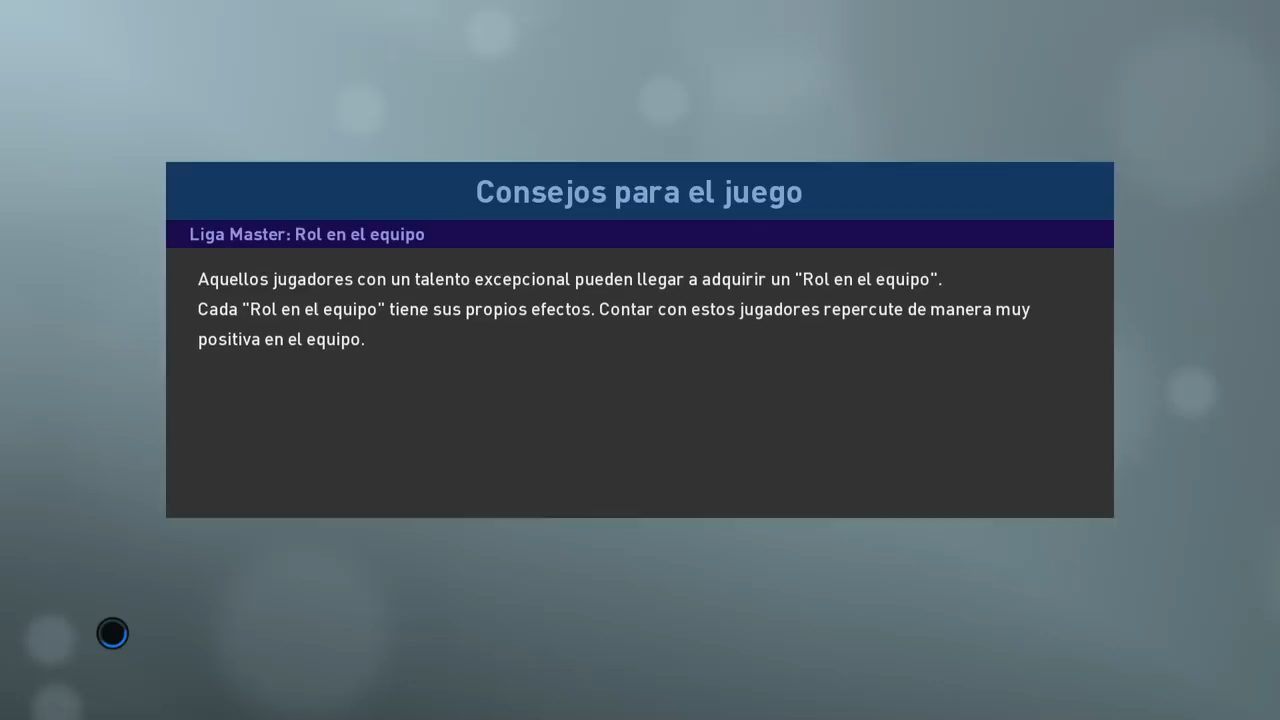 Consejos para el juego
Liga Master: Rol en el equipo
Aquellos jugadores con un talento excepcional pueden llegar a adquirir un "Rol en el equipo".
Cada "Rol en el equipo" tiene sus propios efectos. Contar con estos jugadores repercute de manera muy
positiva en el equipo.